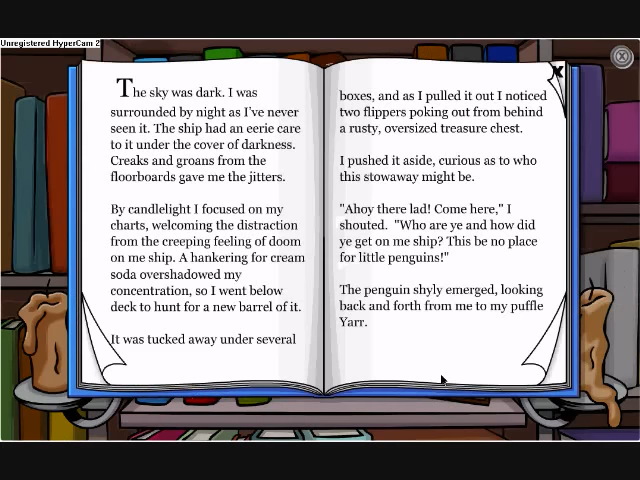 Unregistered HyperCam 2
The sky was dark. I was
surrounded by night as I've never
seen it. The ship had an eerie care
to it under the cover of darkness.
Creaks and groans from the
floorboards gave me the jitters.
By candlelight I focused on my
charts, welcoming the distraction
from the creeping feeling of doom
on me ship. A hankering for cream
soda overshadowed my
concentration, so I went below
deck to hunt for a new barrel of it.
It was tucked away under several
boxes, and as I pulled it out I noticed
two flippers poking out from behind
a rusty, oversized treasure chest.
I pushed it aside, curious as to who
this stowaway might be.
"Ahoy there lad! Come here," I
shouted. "Who are ye and how did
ye get on me ship? This be no place
for little penguins!"
The penguin shyly emerged, looking
back and forth from me to my puffle
Yarr.